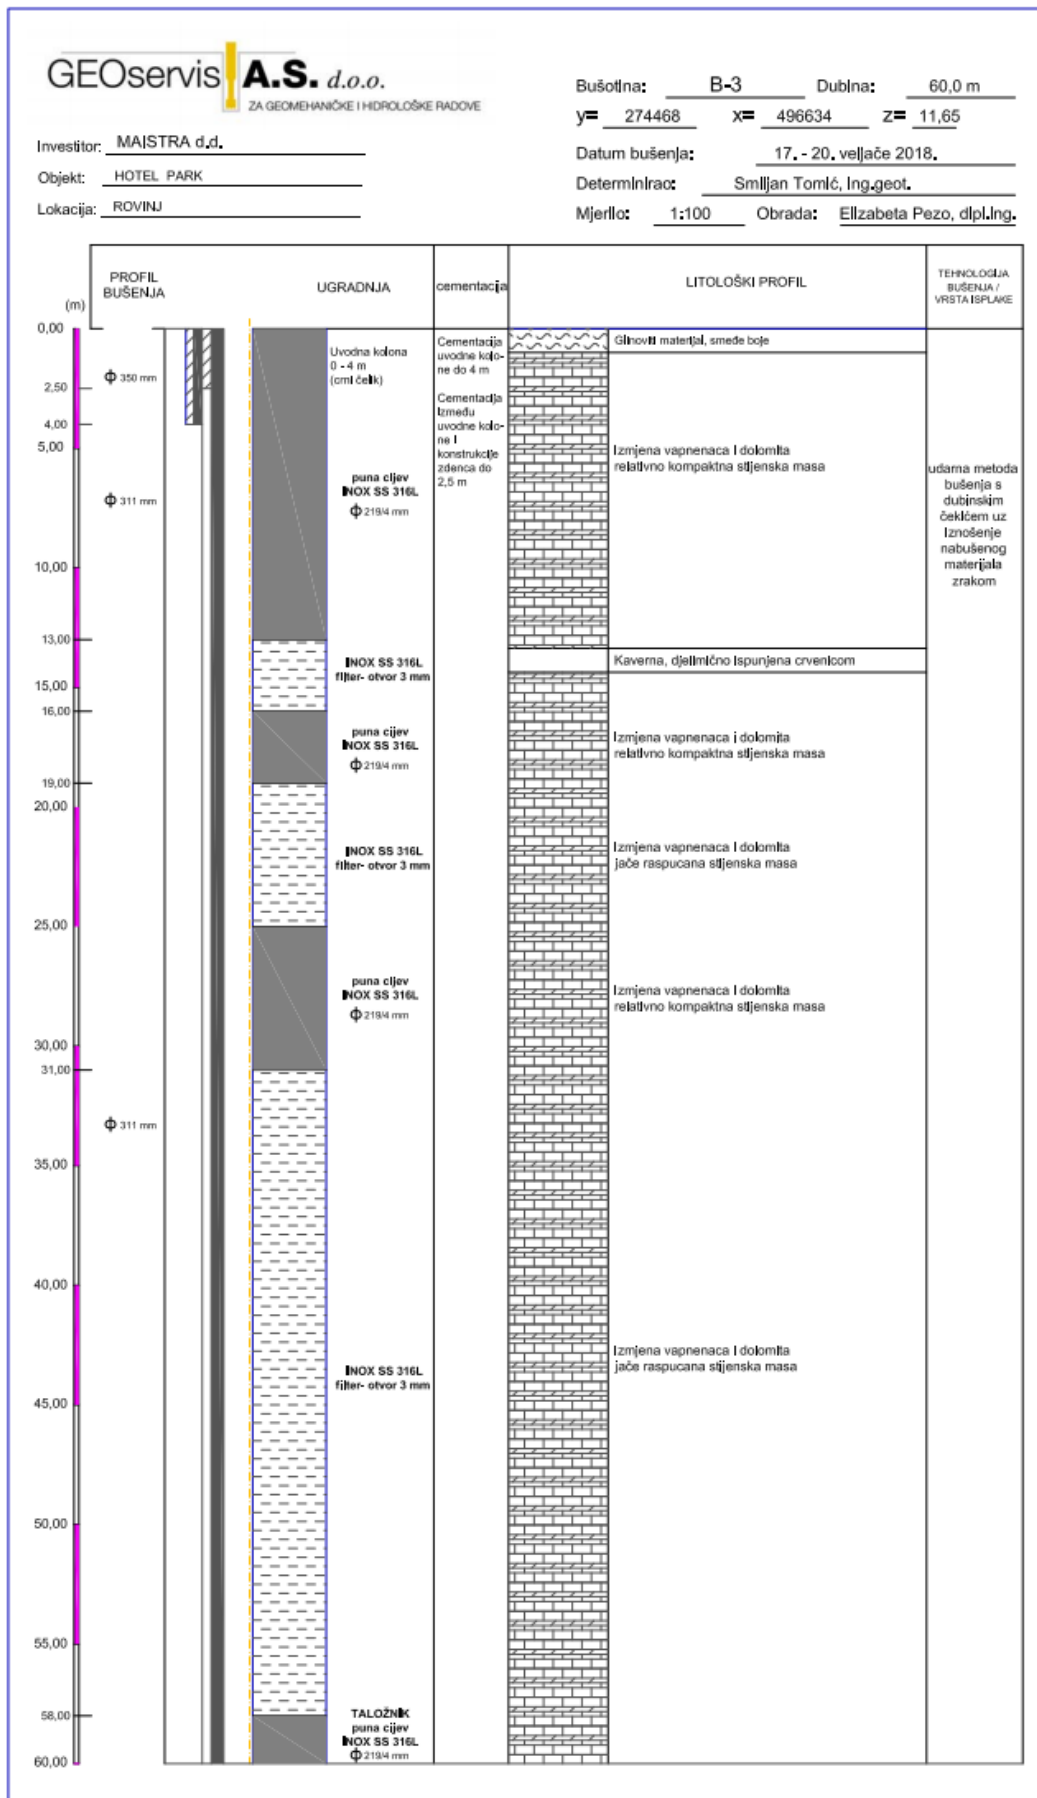 GEOservis A.S. d.o.o.
ZA GEOMEHANIČKE I HIDROLOŠKE RADOVE
Investitor: MAISTRA d.d.
Objekt: HOTEL PARK
Lokacija: ROVINJ
Bušotina: B-3 Dubina: 60,0 m
y= 274468 x= 496634 z= 11,65
Datum bušenja: 17. - 20. veljače 2018.
Determinirao: Smiljan Tomić, ing.geot.
Mjerilo: 1:100 Obrada: Elizabeta Pezo, dipl.ing.
(m)
PROFIL
BUŠENJA
UGRADNJA
cementacija
LITOLOŠKI PROFIL
TEHNOLOGIJA
BUŠENJA /
VRSTA ISPLAKE
0,00
2,50
4,00
5,00
10,00
13,00
15,00
16,00
19,00
20,00
25,00
30,00
31,00
35,00
40,00
45,00
50,00
55,00
58,00
60,00
Φ 350 mm
Φ 311 mm
Φ 311 mm
Uvodna kolona
0 - 4 m
(crni čelik)
puna cijev
INOX SS 316L
Φ 219/4 mm
INOX SS 316L
filter- otvor 3 mm
puna cijev
INOX SS 316L
Φ 219/4 mm
INOX SS 316L
filter- otvor 3 mm
puna cijev
INOX SS 316L
Φ 219/4 mm
INOX SS 316L
filter- otvor 3 mm
TALOŽNIK
puna cijev
INOX SS 316L
Φ 219/4 mm
Cementacija
uvodne kolo-
ne do 4 m
Cementacija
između
uvodne kolo-
ne i
konstrukcije
zdenca do
2,5 m
Glinoviti materijal, smeđe boje
Izmjena vapnenaca i dolomita
relativno kompaktna stijenska masa
Kaverna, djelimično ispunjena crvenicom
Izmjena vapnenaca i dolomita
relativno kompaktna stijenska masa
Izmjena vapnenaca i dolomita
jače raspucana stijenska masa
Izmjena vapnenaca i dolomita
relativno kompaktna stijenska masa
Izmjena vapnenaca i dolomita
jače raspucana stijenska masa
udarna metoda
bušenja s
dubinskim
čekićem uz
iznošenje
nabušenog
materijala
zrakom